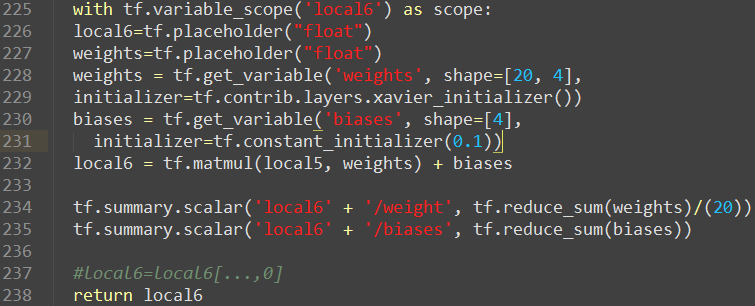 225 with tf.variable_scope('local6') as scope:
226 local6=tf.placeholder("float")
227 weights=tf.placeholder("float")
228 weights = tf.get_variable('weights', shape=[20, 4],
229 initializer=tf.contrib.layers.xavier_initializer())
230 biases = tf.get_variable('biases', shape=[4],
231   initializer=tf.constant_initializer(0.1))
232 local6 = tf.matmul(local5, weights) + biases
233
234 tf.summary.scalar('local6' + '/weight', tf.reduce_sum(weights)/(20))
235 tf.summary.scalar('local6' + '/biases', tf.reduce_sum(biases))
236
237 #local6=local6[...,0]
238 return local6